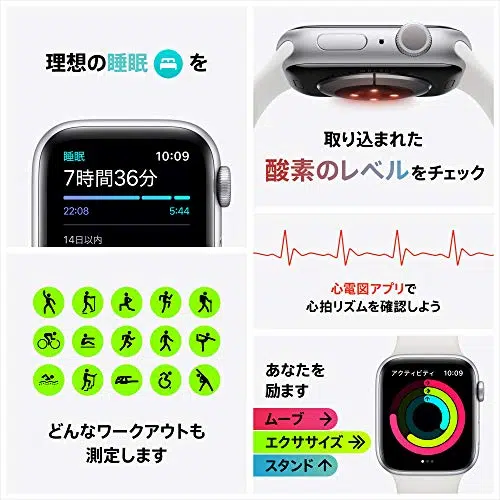 理想の睡眠 を
睡眠 10:09
7時間36分
22:08 5:44
14日以内
取り込まれた
酸素のレベルをチェック
心電図アプリで
心拍リズムを確認しよう
どんなワークアウトも
測定します
あなたを
励ます
ムーブ
エクササイズ
スタンド
アクティビティ 10:09